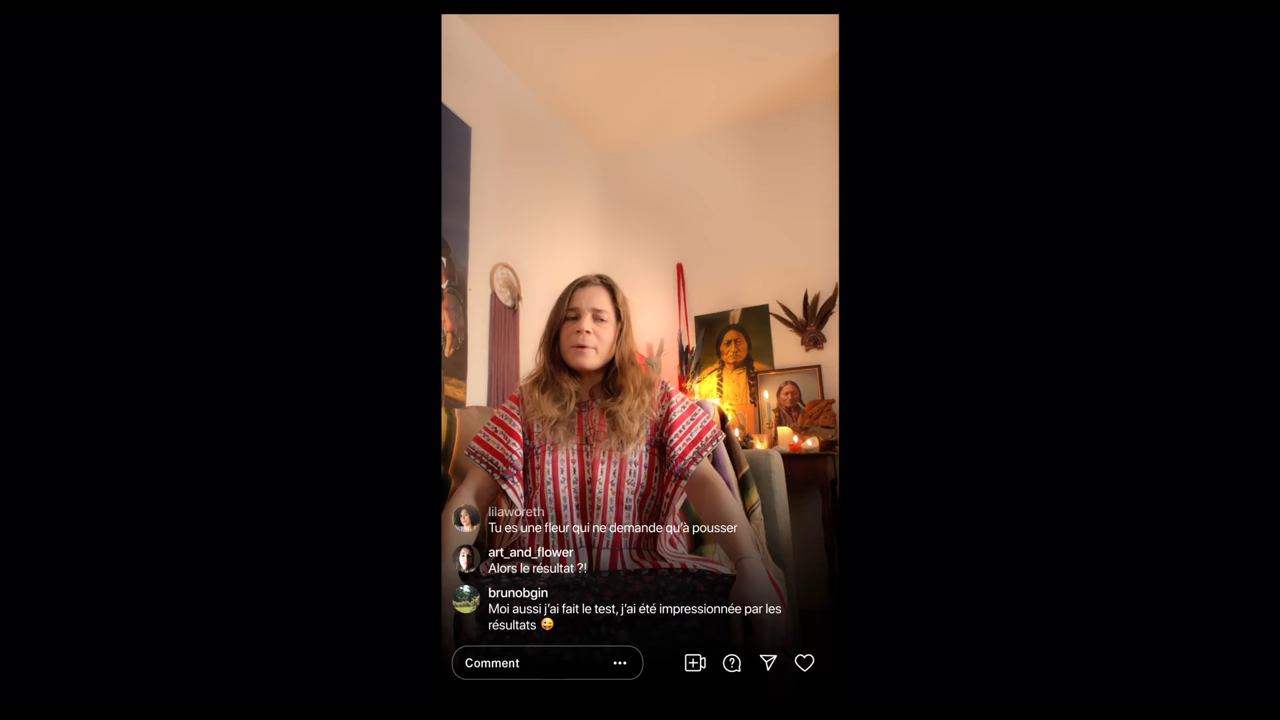 lilaworeth
Tu es une fleur qui ne demande qu’à pousser
art_and_flower
Alors le résultat ?!
brunobgin
Moi aussi j’ai fait le test, j’ai été impressionnée par les
résultats 😜
Comment